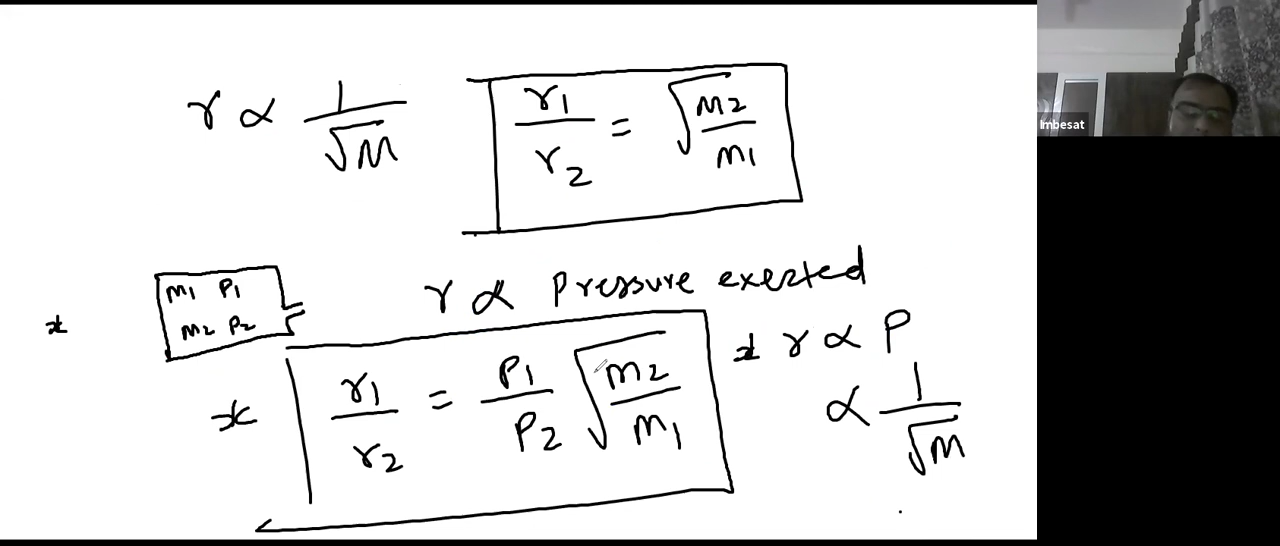 r ∝ 1/√M
r1/r2 = √(m2/m1)
Imbesat
m1 P1
m2 P2
r ∝ Pressure exerted
r1/r2 = P1/P2 √(m2/m1)
r ∝ P
∝ 1/√M